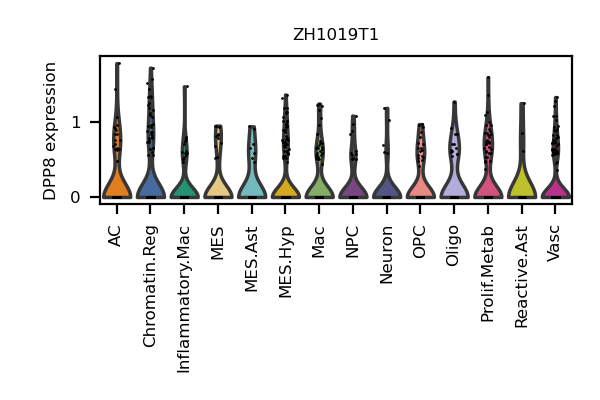 ZH1019T1
DPP8 expression
1
0
AC
Chromatin.Reg
Inflammatory.Mac
MES
MES.Ast
MES.Hyp
Mac
NPC
Neuron
OPC
Oligo
Prolif.Metab
Reactive.Ast
Vasc